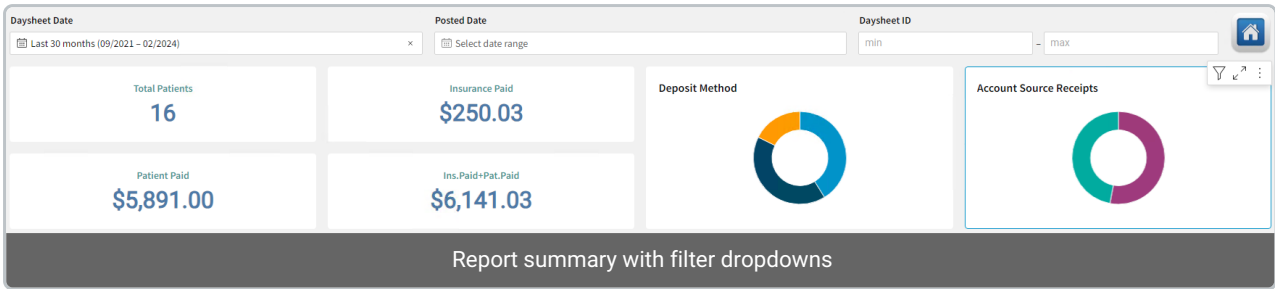 Daysheet Date
Posted Date
Daysheet ID
Last 30 months (09/2021 – 02/2024) ×
Select date range
min – max
Total Patients
16
Insurance Paid
$250.03
Deposit Method
Account Source Receipts
Patient Paid
$5,891.00
Ins.Paid+Pat.Paid
$6,141.03
Report summary with filter dropdowns